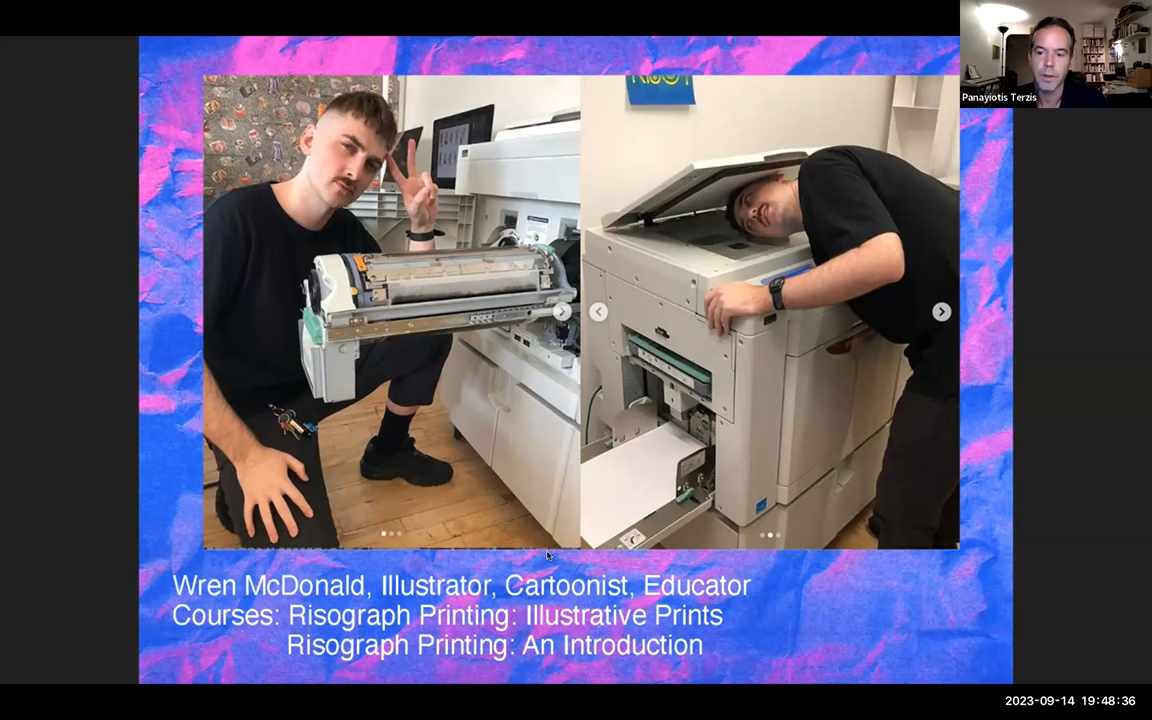 Panayiotis Terzis
Wren McDonald, Illustrator, Cartoonist, Educator
Courses: Risograph Printing: Illustrative Prints
Risograph Printing: An Introduction
2023-09-14 19:48:36